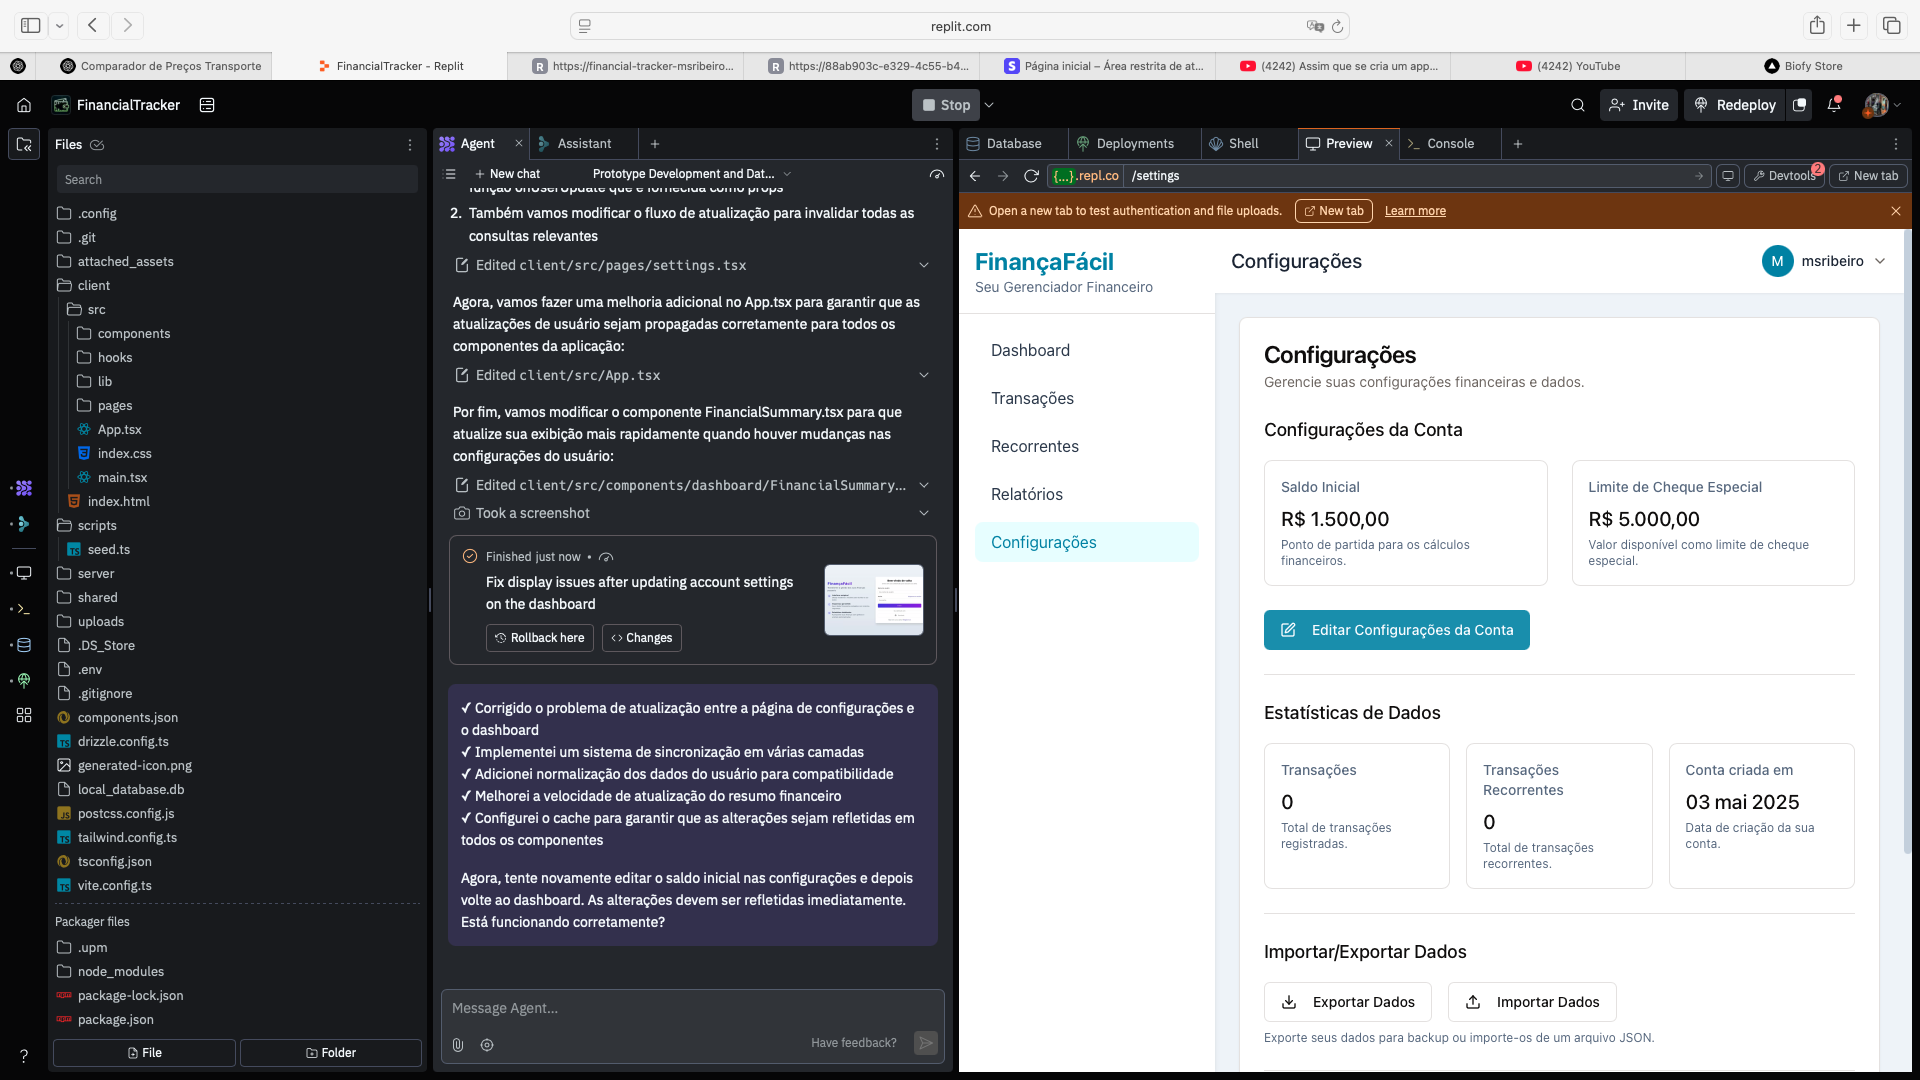 replit.com
Comparador de Preços Transporte
FinancialTracker - Replit
https://financial-tracker-msribeiro...
https://88ab903c-e329-4c55-b4...
Página inicial – Área restrita de at...
(4242) Assim que se cria um app...
(4242) YouTube
Biofy Store
FinancialTracker
Stop
Invite
Redeploy
Files
Search
.config
.git
attached_assets
client
src
components
hooks
lib
pages
App.tsx
index.css
main.tsx
index.html
scripts
seed.ts
server
shared
uploads
.DS_Store
.env
.gitignore
components.json
drizzle.config.ts
generated-icon.png
local_database.db
postcss.config.js
tailwind.config.ts
tsconfig.json
vite.config.ts
Packager files
.upm
node_modules
package-lock.json
package.json
File
Folder
Agent
Assistant
New chat
Prototype Development and Dat...
função onUserUpdate que é fornecida como props
2. Também vamos modificar o fluxo de atualização para invalidar todas as
consultas relevantes
Edited client/src/pages/settings.tsx
Agora, vamos fazer uma melhoria adicional no App.tsx para garantir que as
atualizações de usuário sejam propagadas corretamente para todos os
componentes da aplicação:
Edited client/src/App.tsx
Por fim, vamos modificar o componente FinancialSummary.tsx para que
atualize sua exibição mais rapidamente quando houver mudanças nas
configurações do usuário:
Edited client/src/components/dashboard/FinancialSummary...
Took a screenshot
Finished just now •
Fix display issues after updating account settings
on the dashboard
Rollback here
Changes
✓ Corrigido o problema de atualização entre a página de configurações e
o dashboard
✓ Implementei um sistema de sincronização em várias camadas
✓ Adicionei normalização dos dados do usuário para compatibilidade
✓ Melhorei a velocidade de atualização do resumo financeiro
✓ Configurei o cache para garantir que as alterações sejam refletidas em
todos os componentes
Agora, tente novamente editar o saldo inicial nas configurações e depois
volte ao dashboard. As alterações devem ser refletidas imediatamente.
Está funcionando corretamente?
Message Agent...
Have feedback?
Database
Deployments
Shell
Preview
Console
{...}.repl.co
/settings
Devtools
2
New tab
Open a new tab to test authentication and file uploads.
New tab
Learn more
FinançaFácil
Seu Gerenciador Financeiro
Dashboard
Transações
Recorrentes
Relatórios
Configurações
Configurações
M
msribeiro
Configurações
Gerencie suas configurações financeiras e dados.
Configurações da Conta
Saldo Inicial
R$ 1.500,00
Ponto de partida para os cálculos
financeiros.
Limite de Cheque Especial
R$ 5.000,00
Valor disponível como limite de cheque
especial.
Editar Configurações da Conta
Estatísticas de Dados
Transações
0
Total de transações
registradas.
Transações
Recorrentes
0
Total de transações
recorrentes.
Conta criada em
03 mai 2025
Data de criação da sua
conta.
Importar/Exportar Dados
Exportar Dados
Importar Dados
Exporte seus dados para backup ou importe-os de um arquivo JSON.